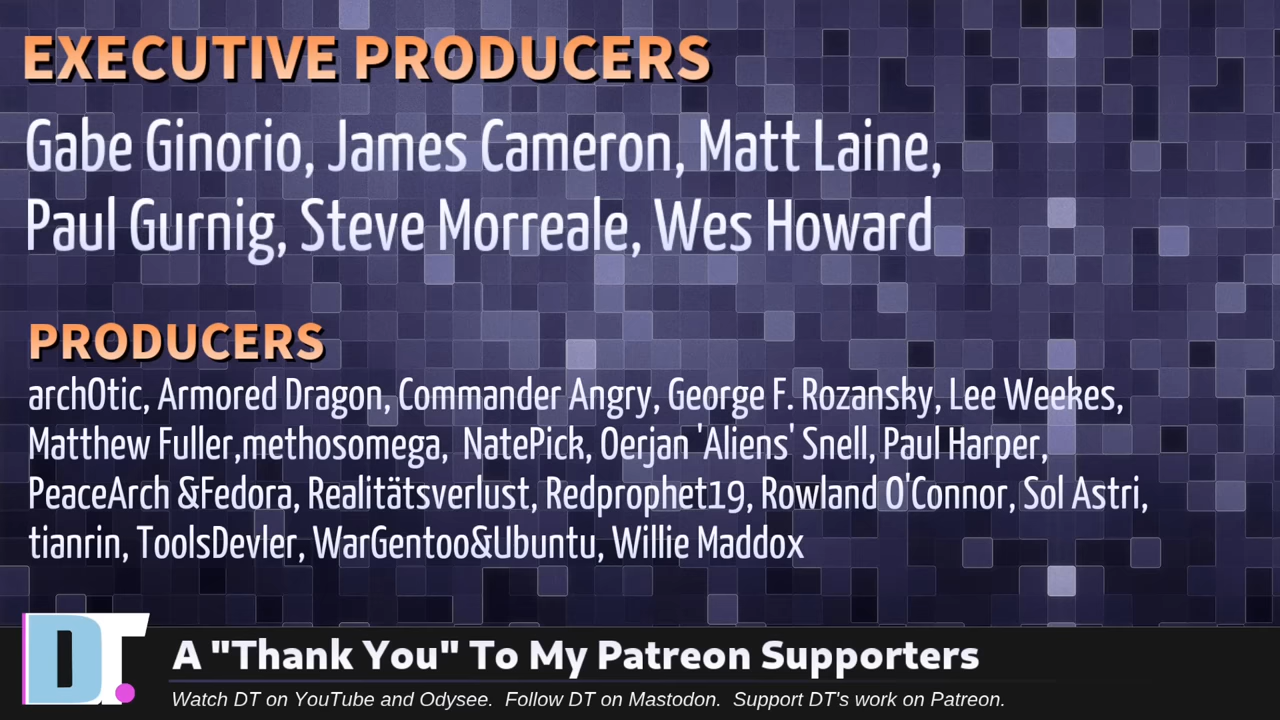 EXECUTIVE PRODUCERS
Gabe Ginorio, James Cameron, Matt Laine,
Paul Gurnig, Steve Morreale, Wes Howard
PRODUCERS
archOtic, Armored Dragon, Commander Angry, George F. Rozansky, Lee Weekes,
Matthew Fuller,methosomega, NatePick, Oerjan 'Aliens' Snell, Paul Harper,
PeaceArch &Fedora, Realitätsverlust, Redprophet19, Rowland O'Connor, Sol Astri,
tianrin, ToolsDevler, WarGentoo&Ubuntu, Willie Maddox
DT.
A "Thank You" To My Patreon Supporters
Watch DT on YouTube and Odysee. Follow DT on Mastodon. Support DT's work on Patreon.